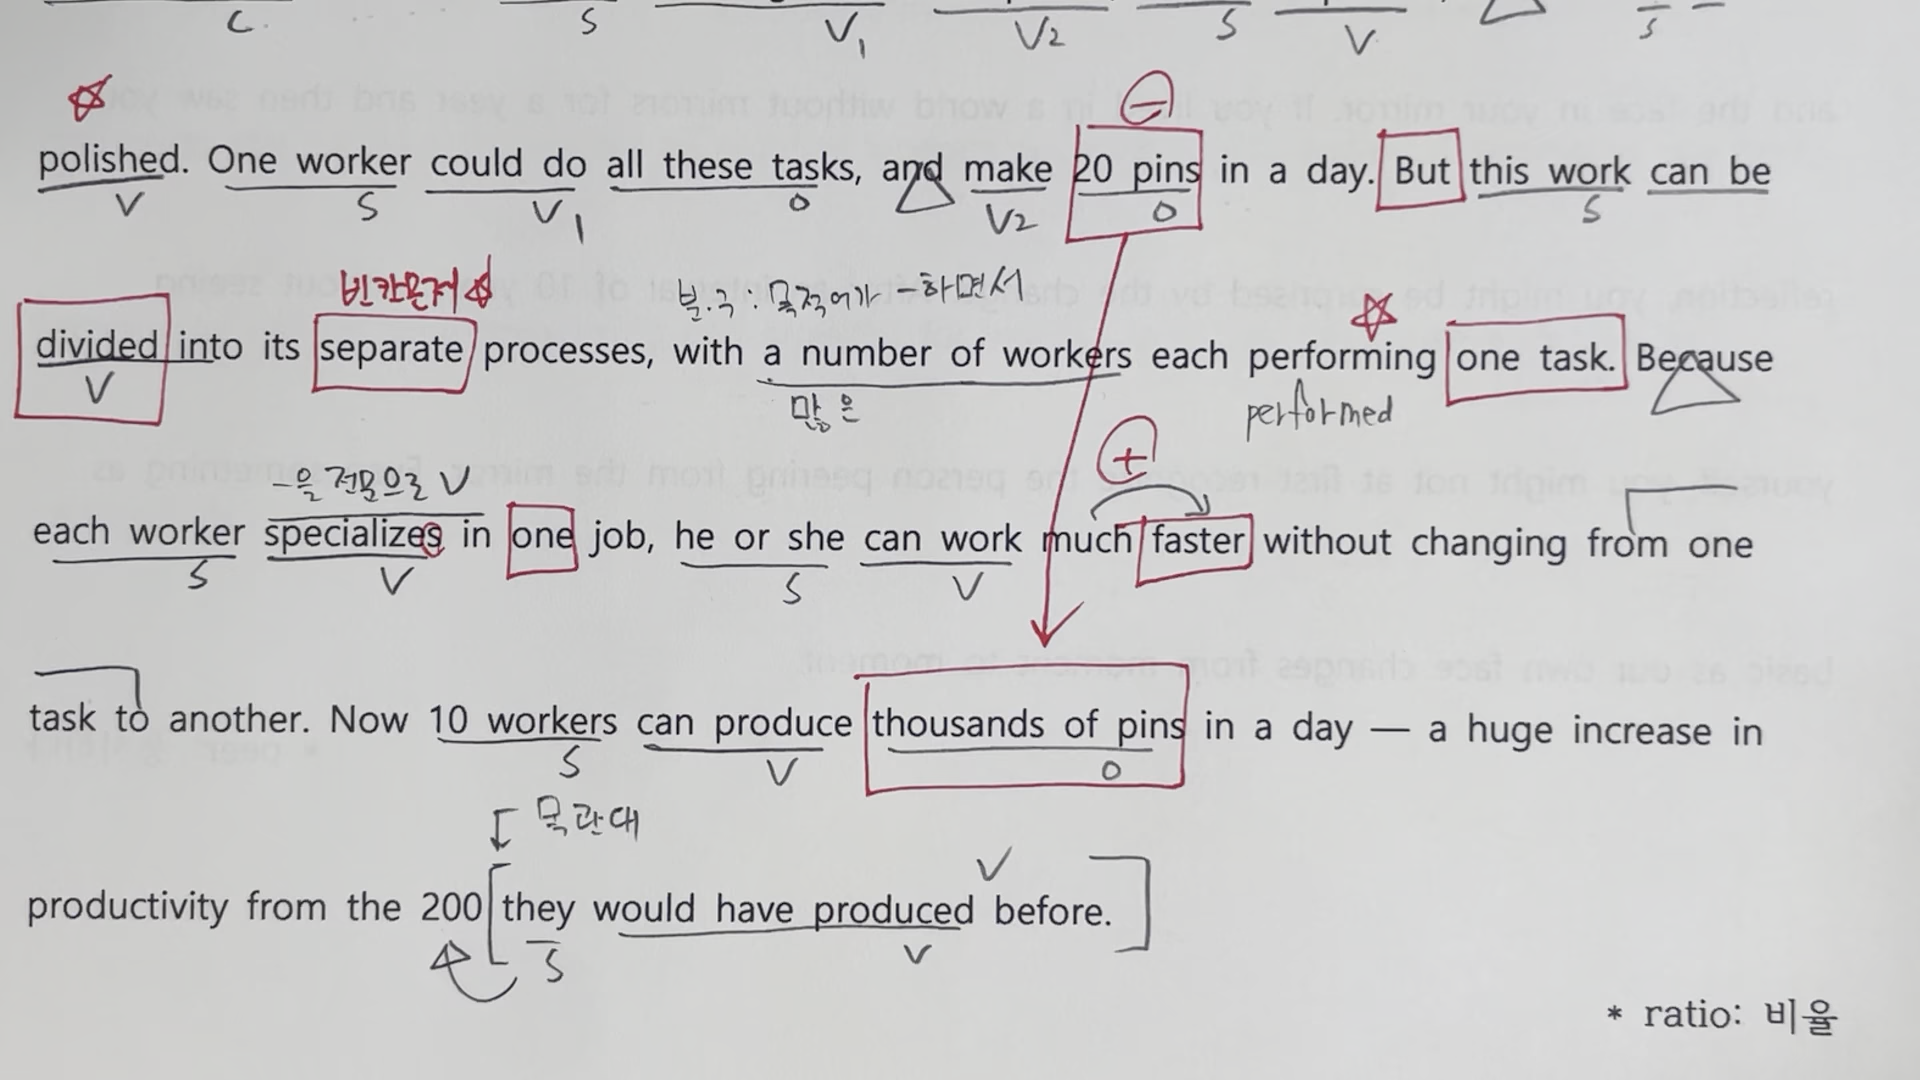 C S V1 V2 S V S
polished. One worker could do all these tasks, and make 20 pins in a day. But this work can be
V S V1 O V2 O S
빈칸문제 분.구: 목적어가 ~하면서
divided into its separate processes, with a number of workers each performing one task. Because
V 많은 performed
~을 전문으로 V
each worker specializes in one job, he or she can work much faster without changing from one
S V S V
task to another. Now 10 workers can produce thousands of pins in a day — a huge increase in
S V O
목관대
productivity from the 200 they would have produced before.
S V
* ratio: 비율